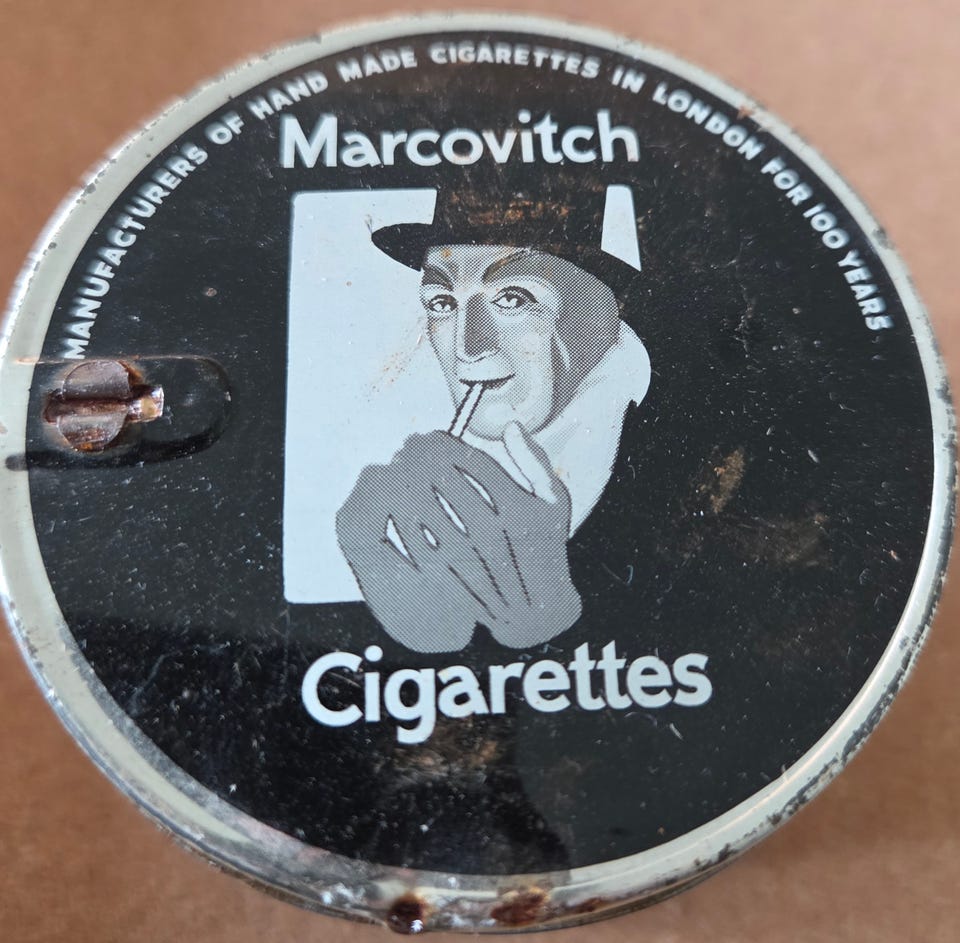 MANUFACTURERS OF HAND MADE CIGARETTES IN LONDON FOR 100 YEARS
Marcovitch
Cigarettes